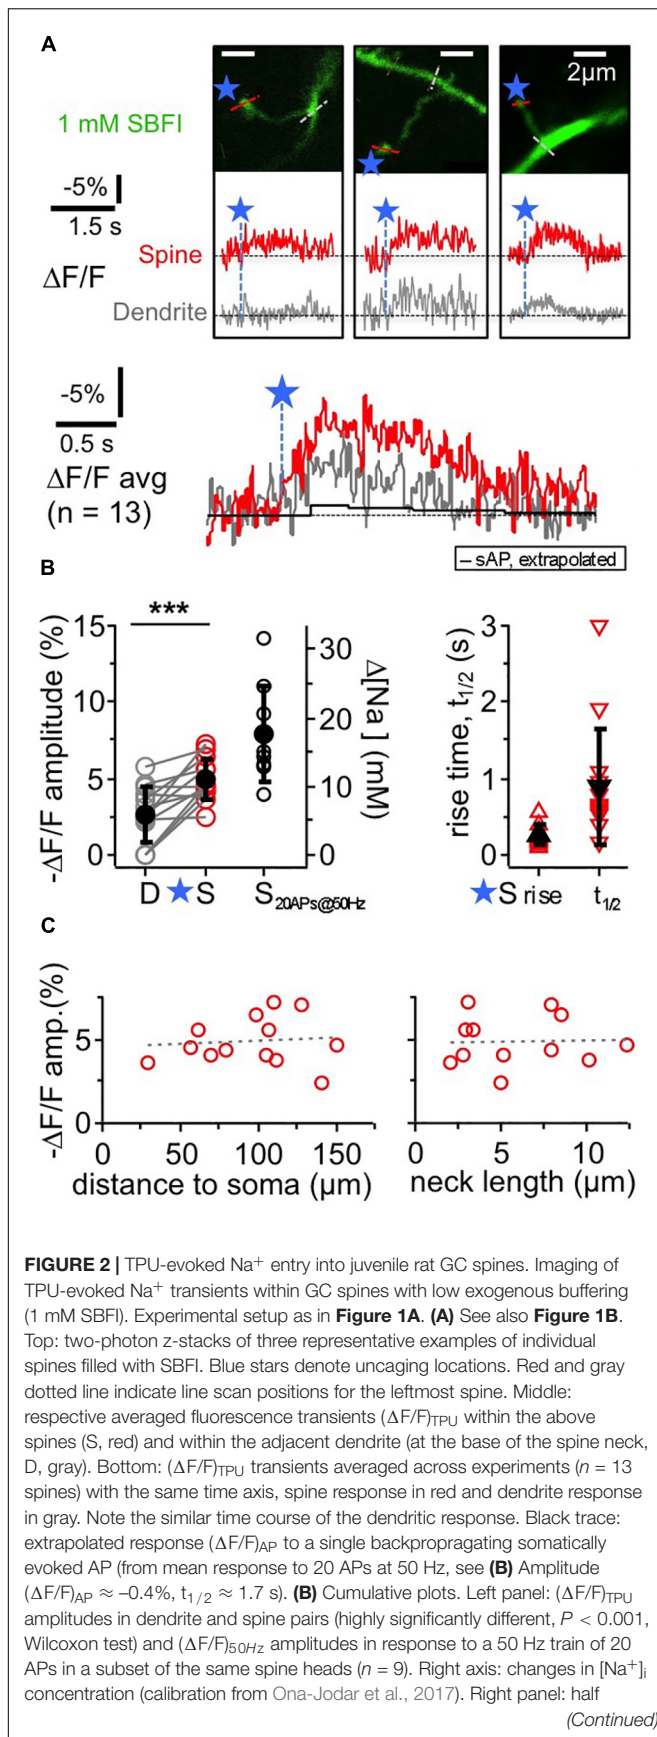 A
1 mM SBFI
2µm
-5%
1.5 s
ΔF/F
Spine
Dendrite
-5%
0.5 s
ΔF/F avg
(n = 13)
– sAP, extrapolated
B
***
-ΔF/F amplitude (%)
15
10
5
0
30
20
10
0
Δ[Na ] (mM)
D
S
S20APs@50Hz
rise time, t1/2 (s)
3
2
1
0
S rise
t1/2
C
-ΔF/F amp.(%)
5
0
0
50
100
150
distance to soma (µm)
0
5
10
neck length (µm)
FIGURE 2 | TPU-evoked Na+ entry into juvenile rat GC spines. Imaging of
TPU-evoked Na+ transients within GC spines with low exogenous buffering
(1 mM SBFI). Experimental setup as in Figure 1A. (A) See also Figure 1B.
Top: two-photon z-stacks of three representative examples of individual
spines filled with SBFI. Blue stars denote uncaging locations. Red and gray
dotted line indicate line scan positions for the leftmost spine. Middle:
respective averaged fluorescence transients (ΔF/F)TPU within the above
spines (S, red) and within the adjacent dendrite (at the base of the spine neck,
D, gray). Bottom: (ΔF/F)TPU transients averaged across experiments (n = 13
spines) with the same time axis, spine response in red and dendrite response
in gray. Note the similar time course of the dendritic response. Black trace:
extrapolated response (ΔF/F)AP to a single backpropragating somatically
evoked AP (from mean response to 20 APs at 50 Hz, see (B) Amplitude
(ΔF/F)AP ≈ –0.4%, t1/2 ≈ 1.7 s). (B) Cumulative plots. Left panel: (ΔF/F)TPU
amplitudes in dendrite and spine pairs (highly significantly different, P < 0.001,
Wilcoxon test) and (ΔF/F)50Hz amplitudes in response to a 50 Hz train of 20
APs in a subset of the same spine heads (n = 9). Right axis: changes in [Na+]i
concentration (calibration from Ona-Jodar et al., 2017). Right panel: half
(Continued)